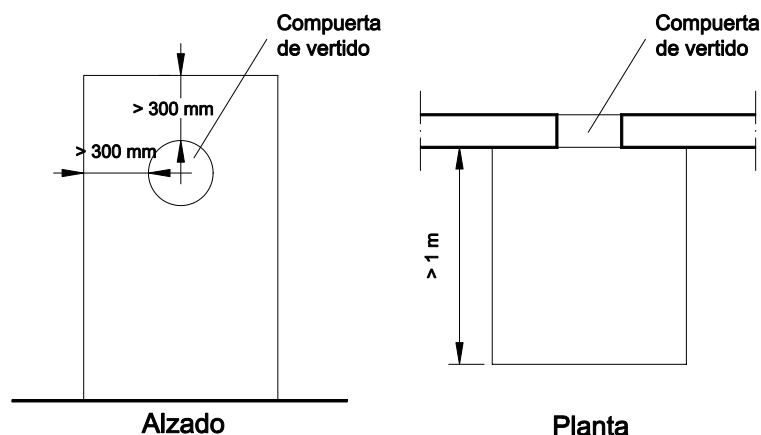 Compuerta
de vertido
> 300 mm
> 300 mm
Alzado
Compuerta
de vertido
> 1 m
Planta